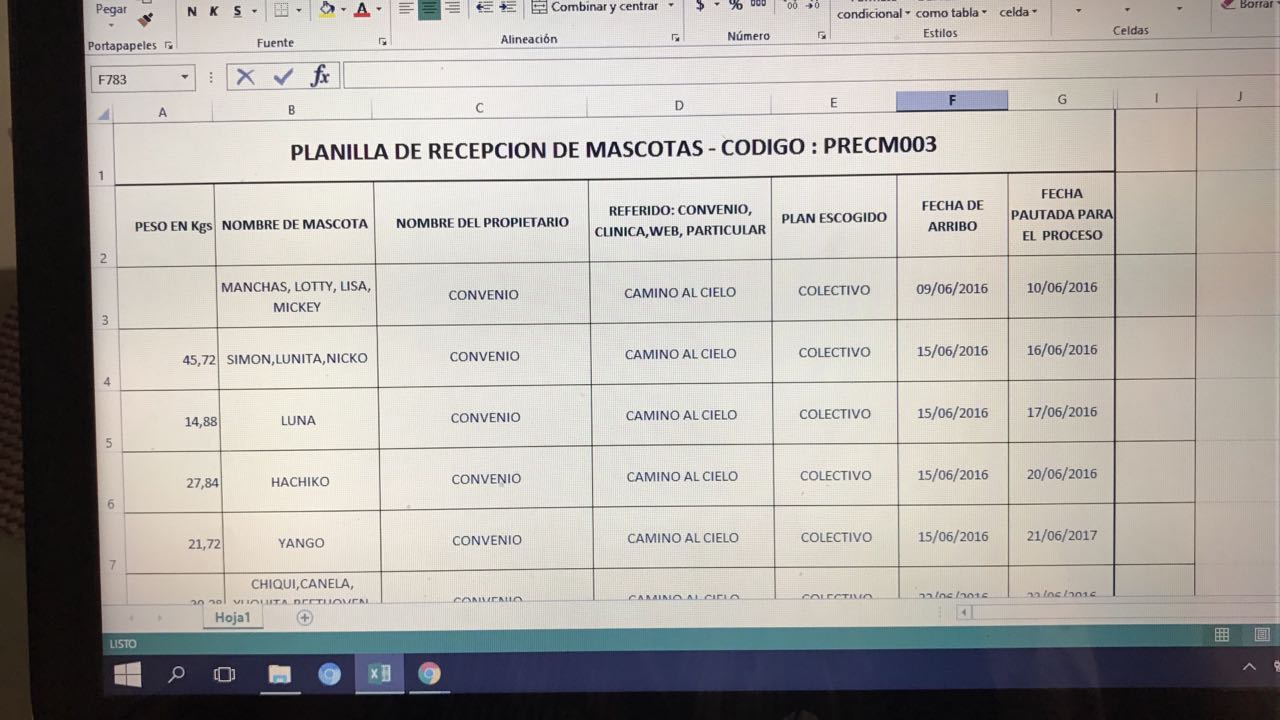 Pegar
N K S
A
Combinar y centrar
$ % 000
condicional como tabla celda
Borrar
Portapapeles
Fuente
Alineación
Número
Estilos
Celdas
F783
fx
A B C D E F G I J
1 PLANILLA DE RECEPCION DE MASCOTAS - CODIGO : PRECM003
2 PESO EN Kgs NOMBRE DE MASCOTA NOMBRE DEL PROPIETARIO REFERIDO: CONVENIO, CLINICA,WEB, PARTICULAR PLAN ESCOGIDO FECHA DE ARRIBO FECHA PAUTADA PARA EL PROCESO
3 MANCHAS, LOTTY, LISA, MICKEY CONVENIO CAMINO AL CIELO COLECTIVO 09/06/2016 10/06/2016
4 45,72 SIMON,LUNITA,NICKO CONVENIO CAMINO AL CIELO COLECTIVO 15/06/2016 16/06/2016
5 14,88 LUNA CONVENIO CAMINO AL CIELO COLECTIVO 15/06/2016 17/06/2016
6 27,84 HACHIKO CONVENIO CAMINO AL CIELO COLECTIVO 15/06/2016 20/06/2016
7 21,72 YANGO CONVENIO CAMINO AL CIELO COLECTIVO 15/06/2016 21/06/2017
CHIQUI,CANELA,
CONVENIO CAMINO AL CIELO COLECTIVO
Hoja1
LISTO